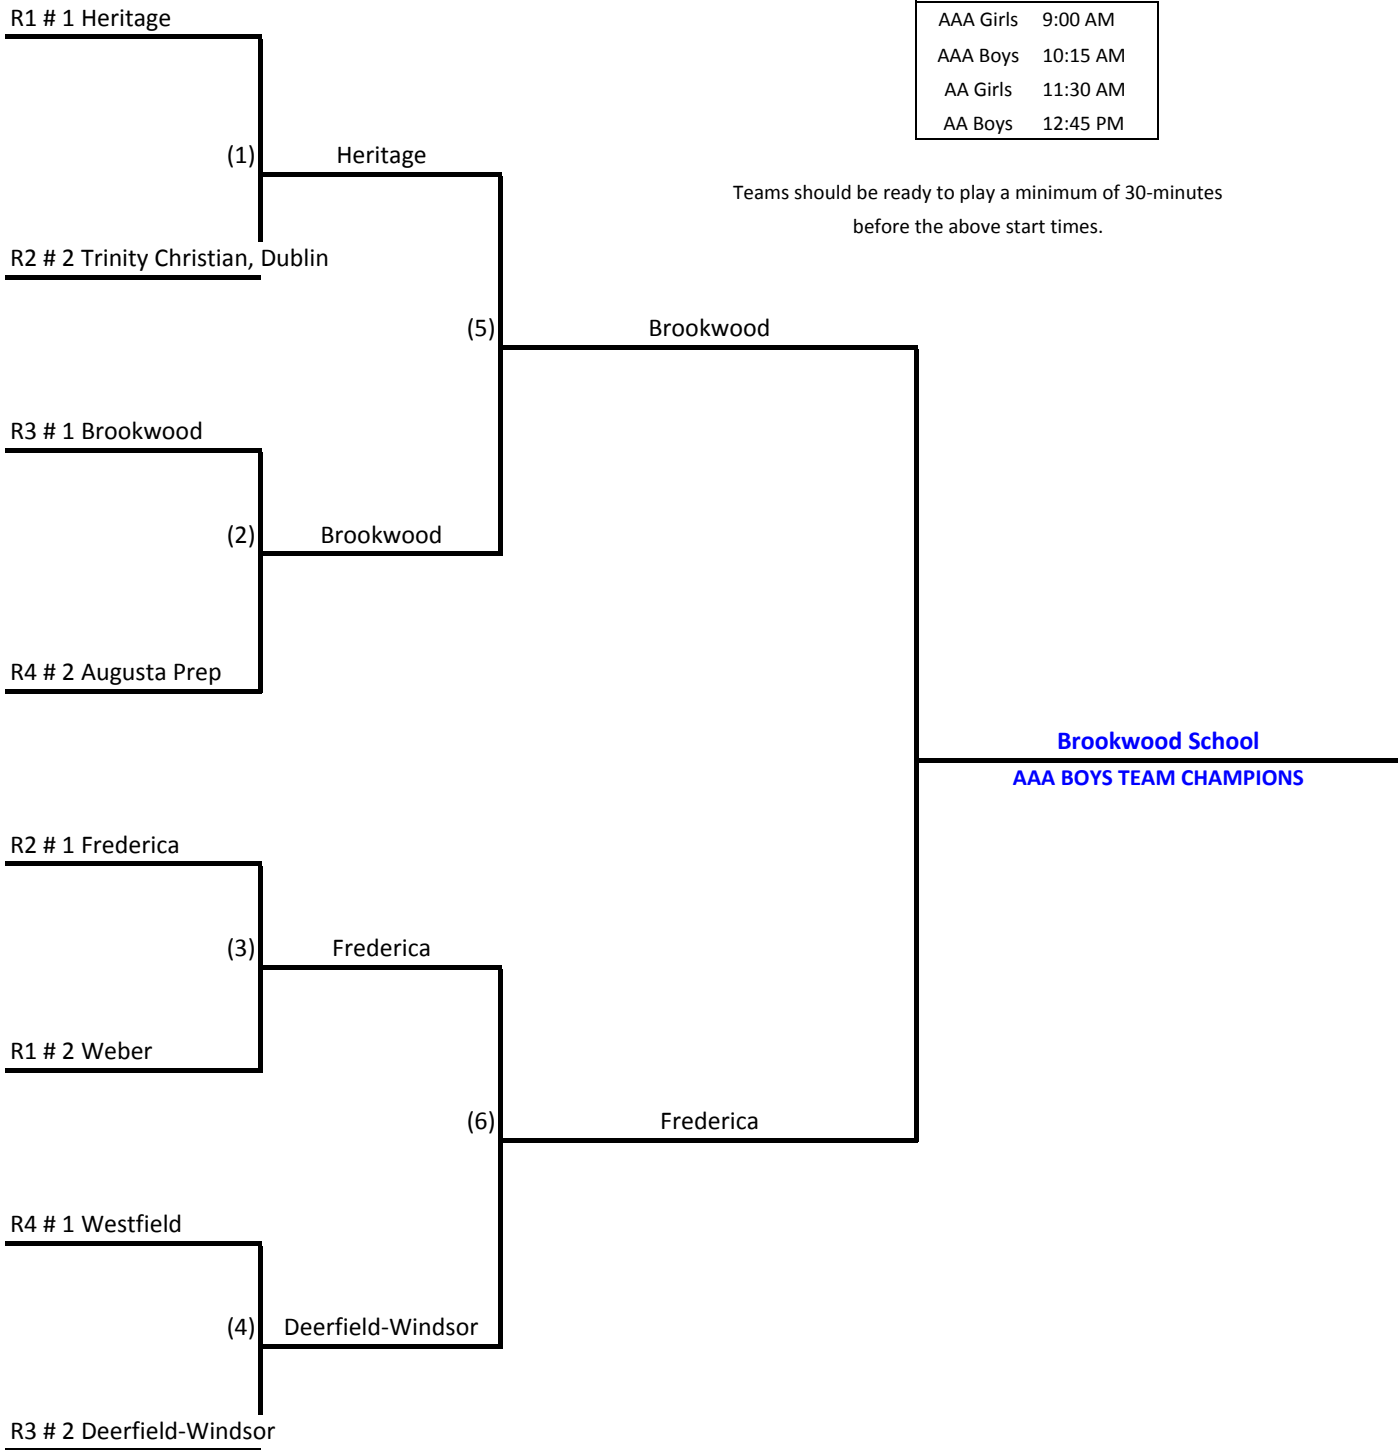 R1 # 1 Heritage
AAA Girls 9:00 AM
AAA Boys 10:15 AM
AA Girls 11:30 AM
AA Boys 12:45 PM
(1) Heritage
Teams should be ready to play a minimum of 30-minutes
before the above start times.
R2 # 2 Trinity Christian, Dublin
(5) Brookwood
R3 # 1 Brookwood
(2) Brookwood
R4 # 2 Augusta Prep
Brookwood School
AAA BOYS TEAM CHAMPIONS
R2 # 1 Frederica
(3) Frederica
R1 # 2 Weber
(6) Frederica
R4 # 1 Westfield
(4) Deerfield-Windsor
R3 # 2 Deerfield-Windsor